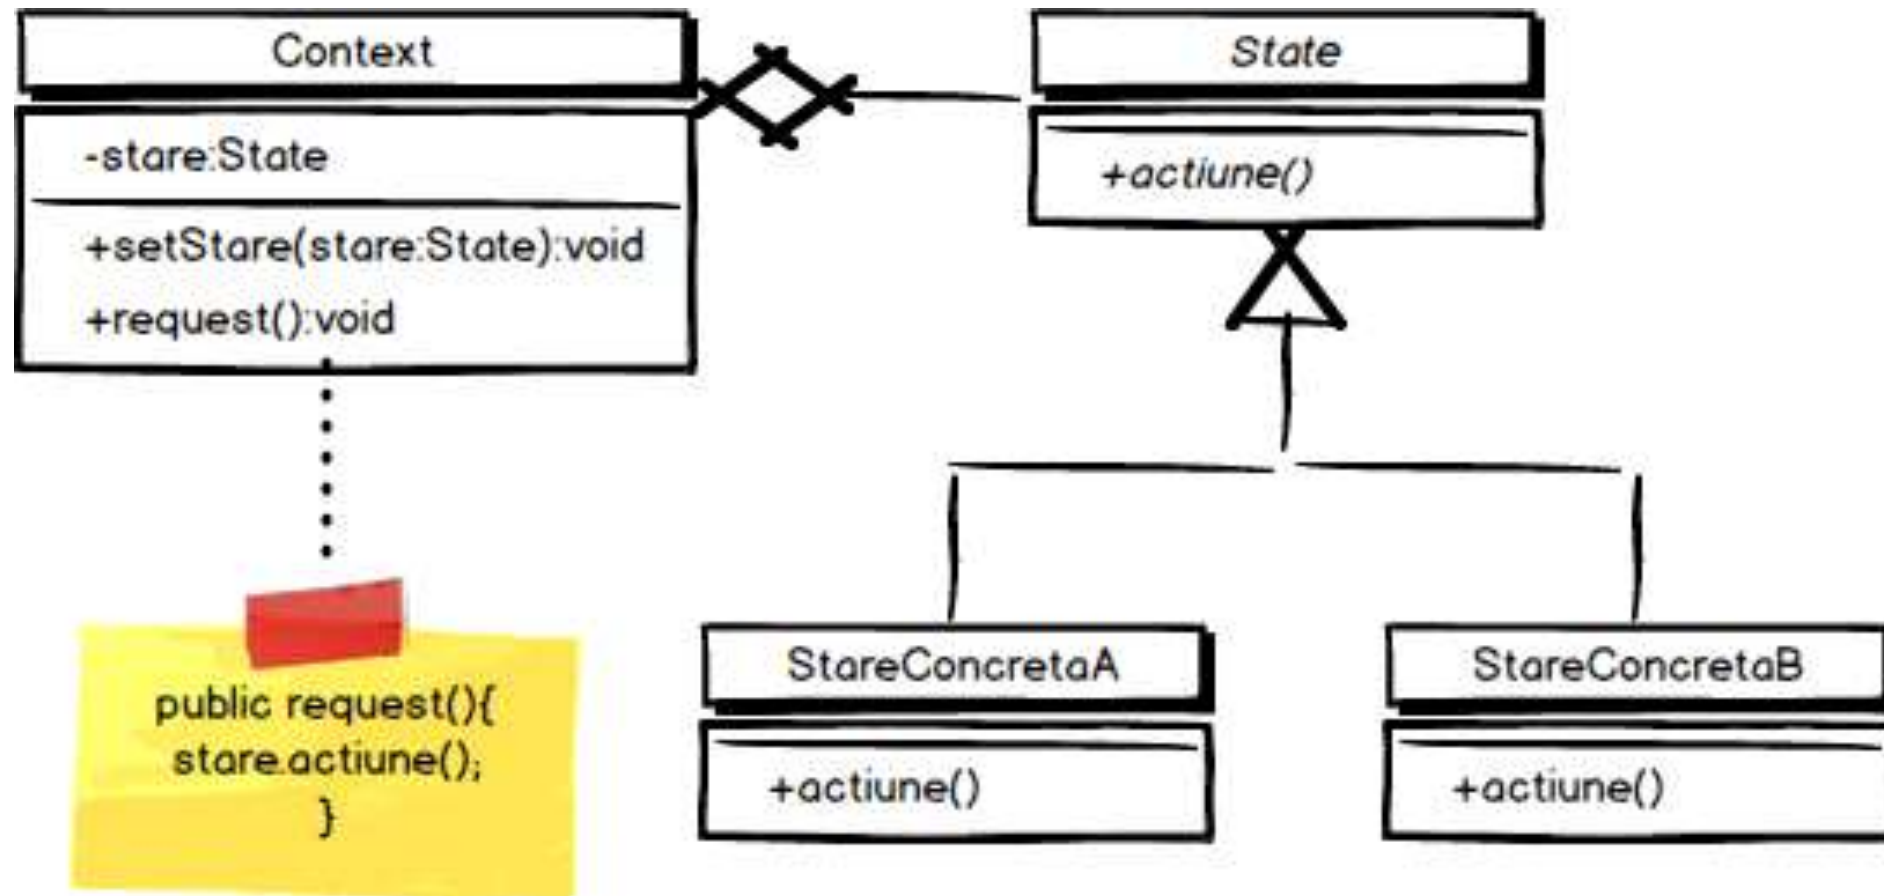 Context
-stare:State
+setStare(stare:State):void
+request():void
public request(){
stare.actiune();
}
State
+actiune()
StareConcretaA
+actiune()
StareConcretaB
+actiune()